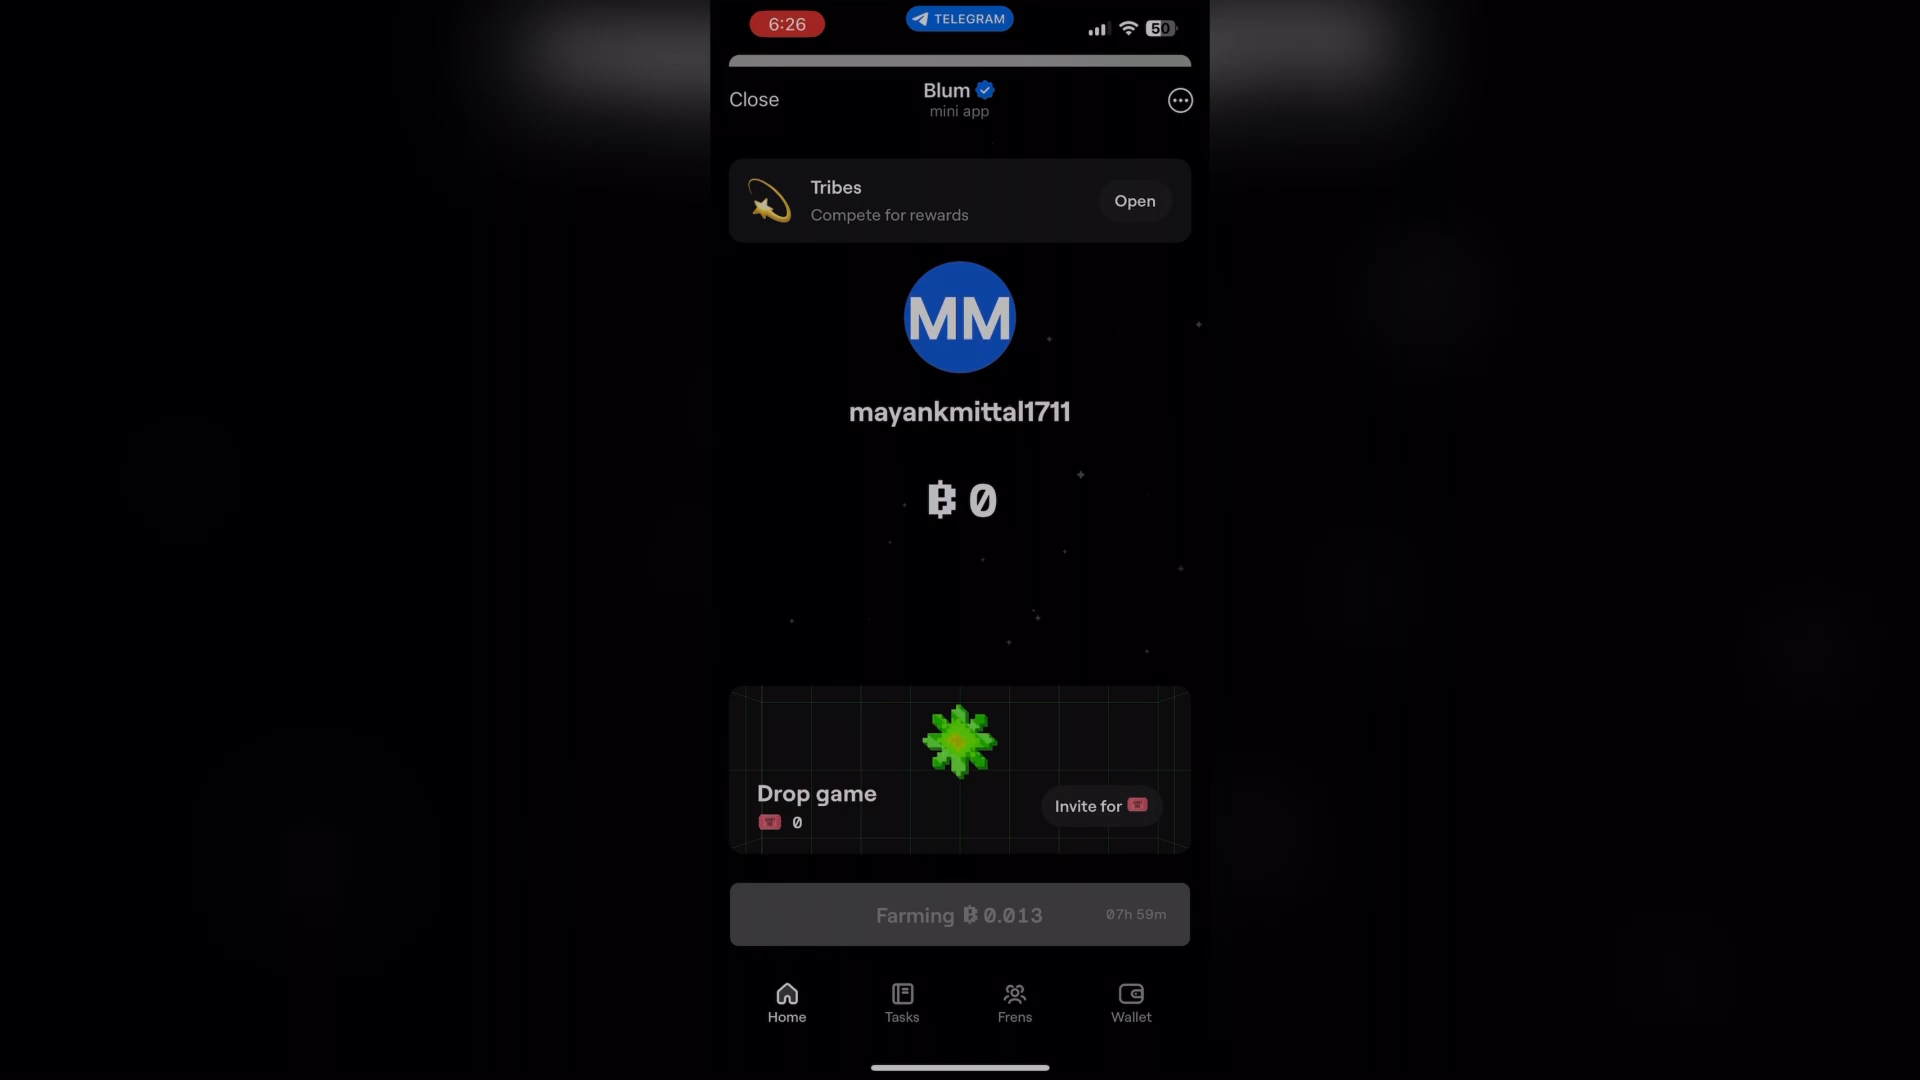 6:26
TELEGRAM
50
Close
Blum
mini app
Tribes
Compete for rewards
Open
MM
mayankmittal1711
0
Drop game
0
Invite for
Farming 0.013
07h 59m
Home
Tasks
Frens
Wallet